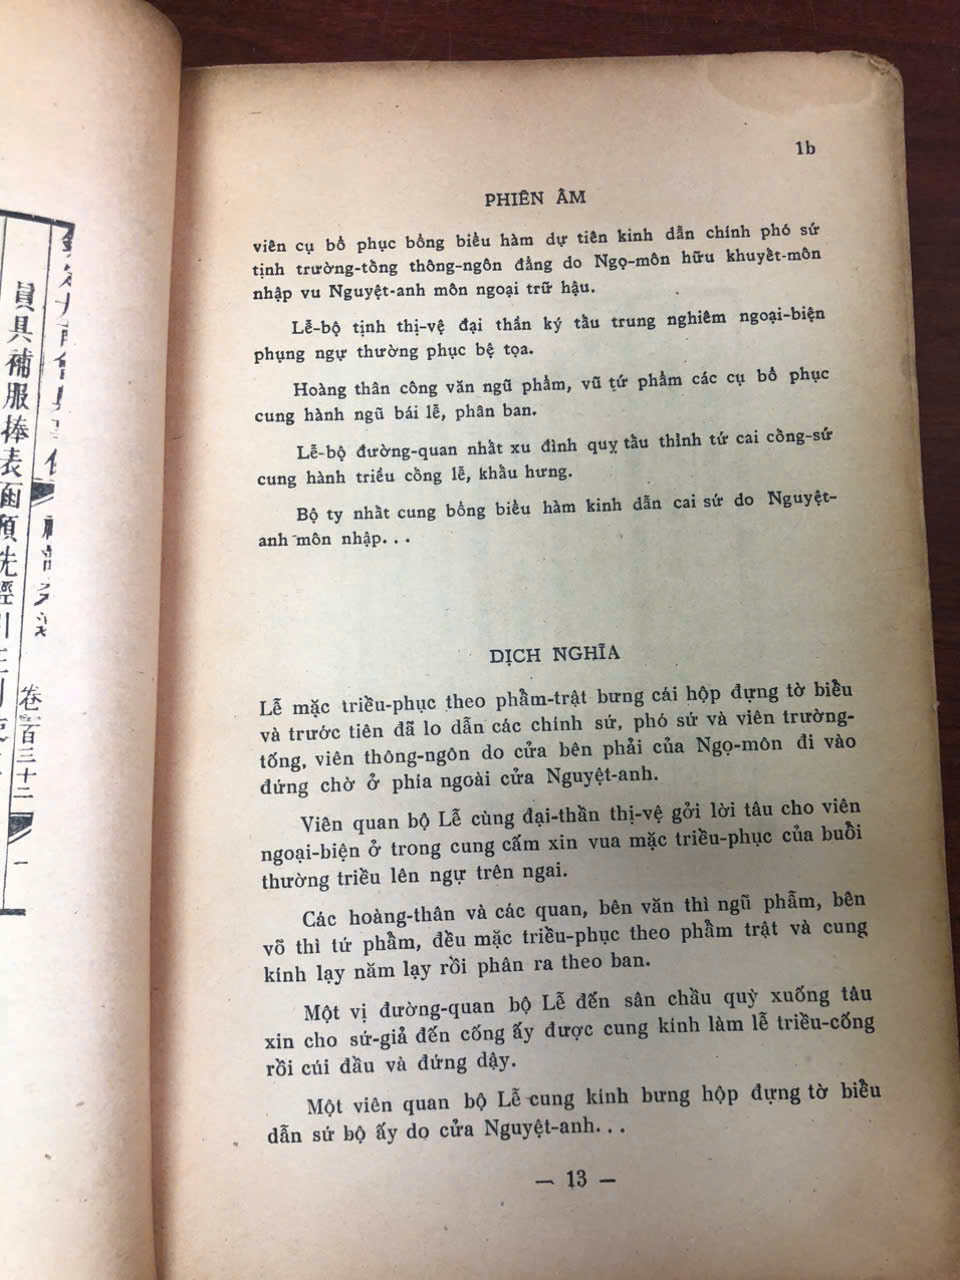 1b
PHIÊN ÂM
viên cụ bổ phục bổng biểu hàm dự tiên kinh dẫn chính phó sứ
tịnh trường-tống thông-ngôn đẳng do Ngọ-môn hữu khuyết-môn
nhập vu Nguyệt-anh môn ngoại trữ hậu.
Lễ-bộ tịnh thị-vệ đại thần ký tầu trung nghiêm ngoại-biện
phụng ngự thường phục bệ tọa.
Hoàng thân công văn ngũ phẩm, vũ tứ phẩm các cụ bổ phục
cung hành ngũ bái lễ, phân ban.
Lễ-bộ đường-quan nhất xu đình quỵ tầu thỉnh tứ cai cống-sứ
cung hành triều cống lễ, khấu hưng.
Bộ ty nhất cung bổng biểu hàm kinh dẫn cai sứ do Nguyệt-
anh môn nhập...
DỊCH NGHĨA
Lễ mặc triều-phục theo phẩm-trật bưng cái hộp đựng tờ biểu
và trước tiên đã lo dẫn các chính sứ, phó sứ và viên trường-
tống, viên thông-ngôn do cửa bên phải của Ngọ-môn đi vào
đứng chờ ở phía ngoài cửa Nguyệt-anh.
Viên quan bộ Lễ cùng đại-thần thị-vệ gởi lời tâu cho viên
ngoại-biện ở trong cung cấm xin vua mặc triều-phục của buổi
thường triều lên ngự trên ngai.
Các hoàng-thân và các quan, bên văn thì ngũ phẩm, bên
võ thì tứ phẩm, đều mặc triều-phục theo phẩm trật và cung
kính lạy năm lạy rồi phân ra theo ban.
Một vị đường-quan bộ Lễ đến sân chầu quỳ xuống tâu
xin cho sứ-giả đến cống ấy được cung kính làm lễ triều-cống
rồi cúi đầu và đứng dậy.
Một viên quan bộ Lễ cung kính bưng hộp đựng tờ biểu
dẫn sứ bộ ấy do cửa Nguyệt-anh...
— 13 —
卷一百三十二
一
員具補服捧表函預先經引正